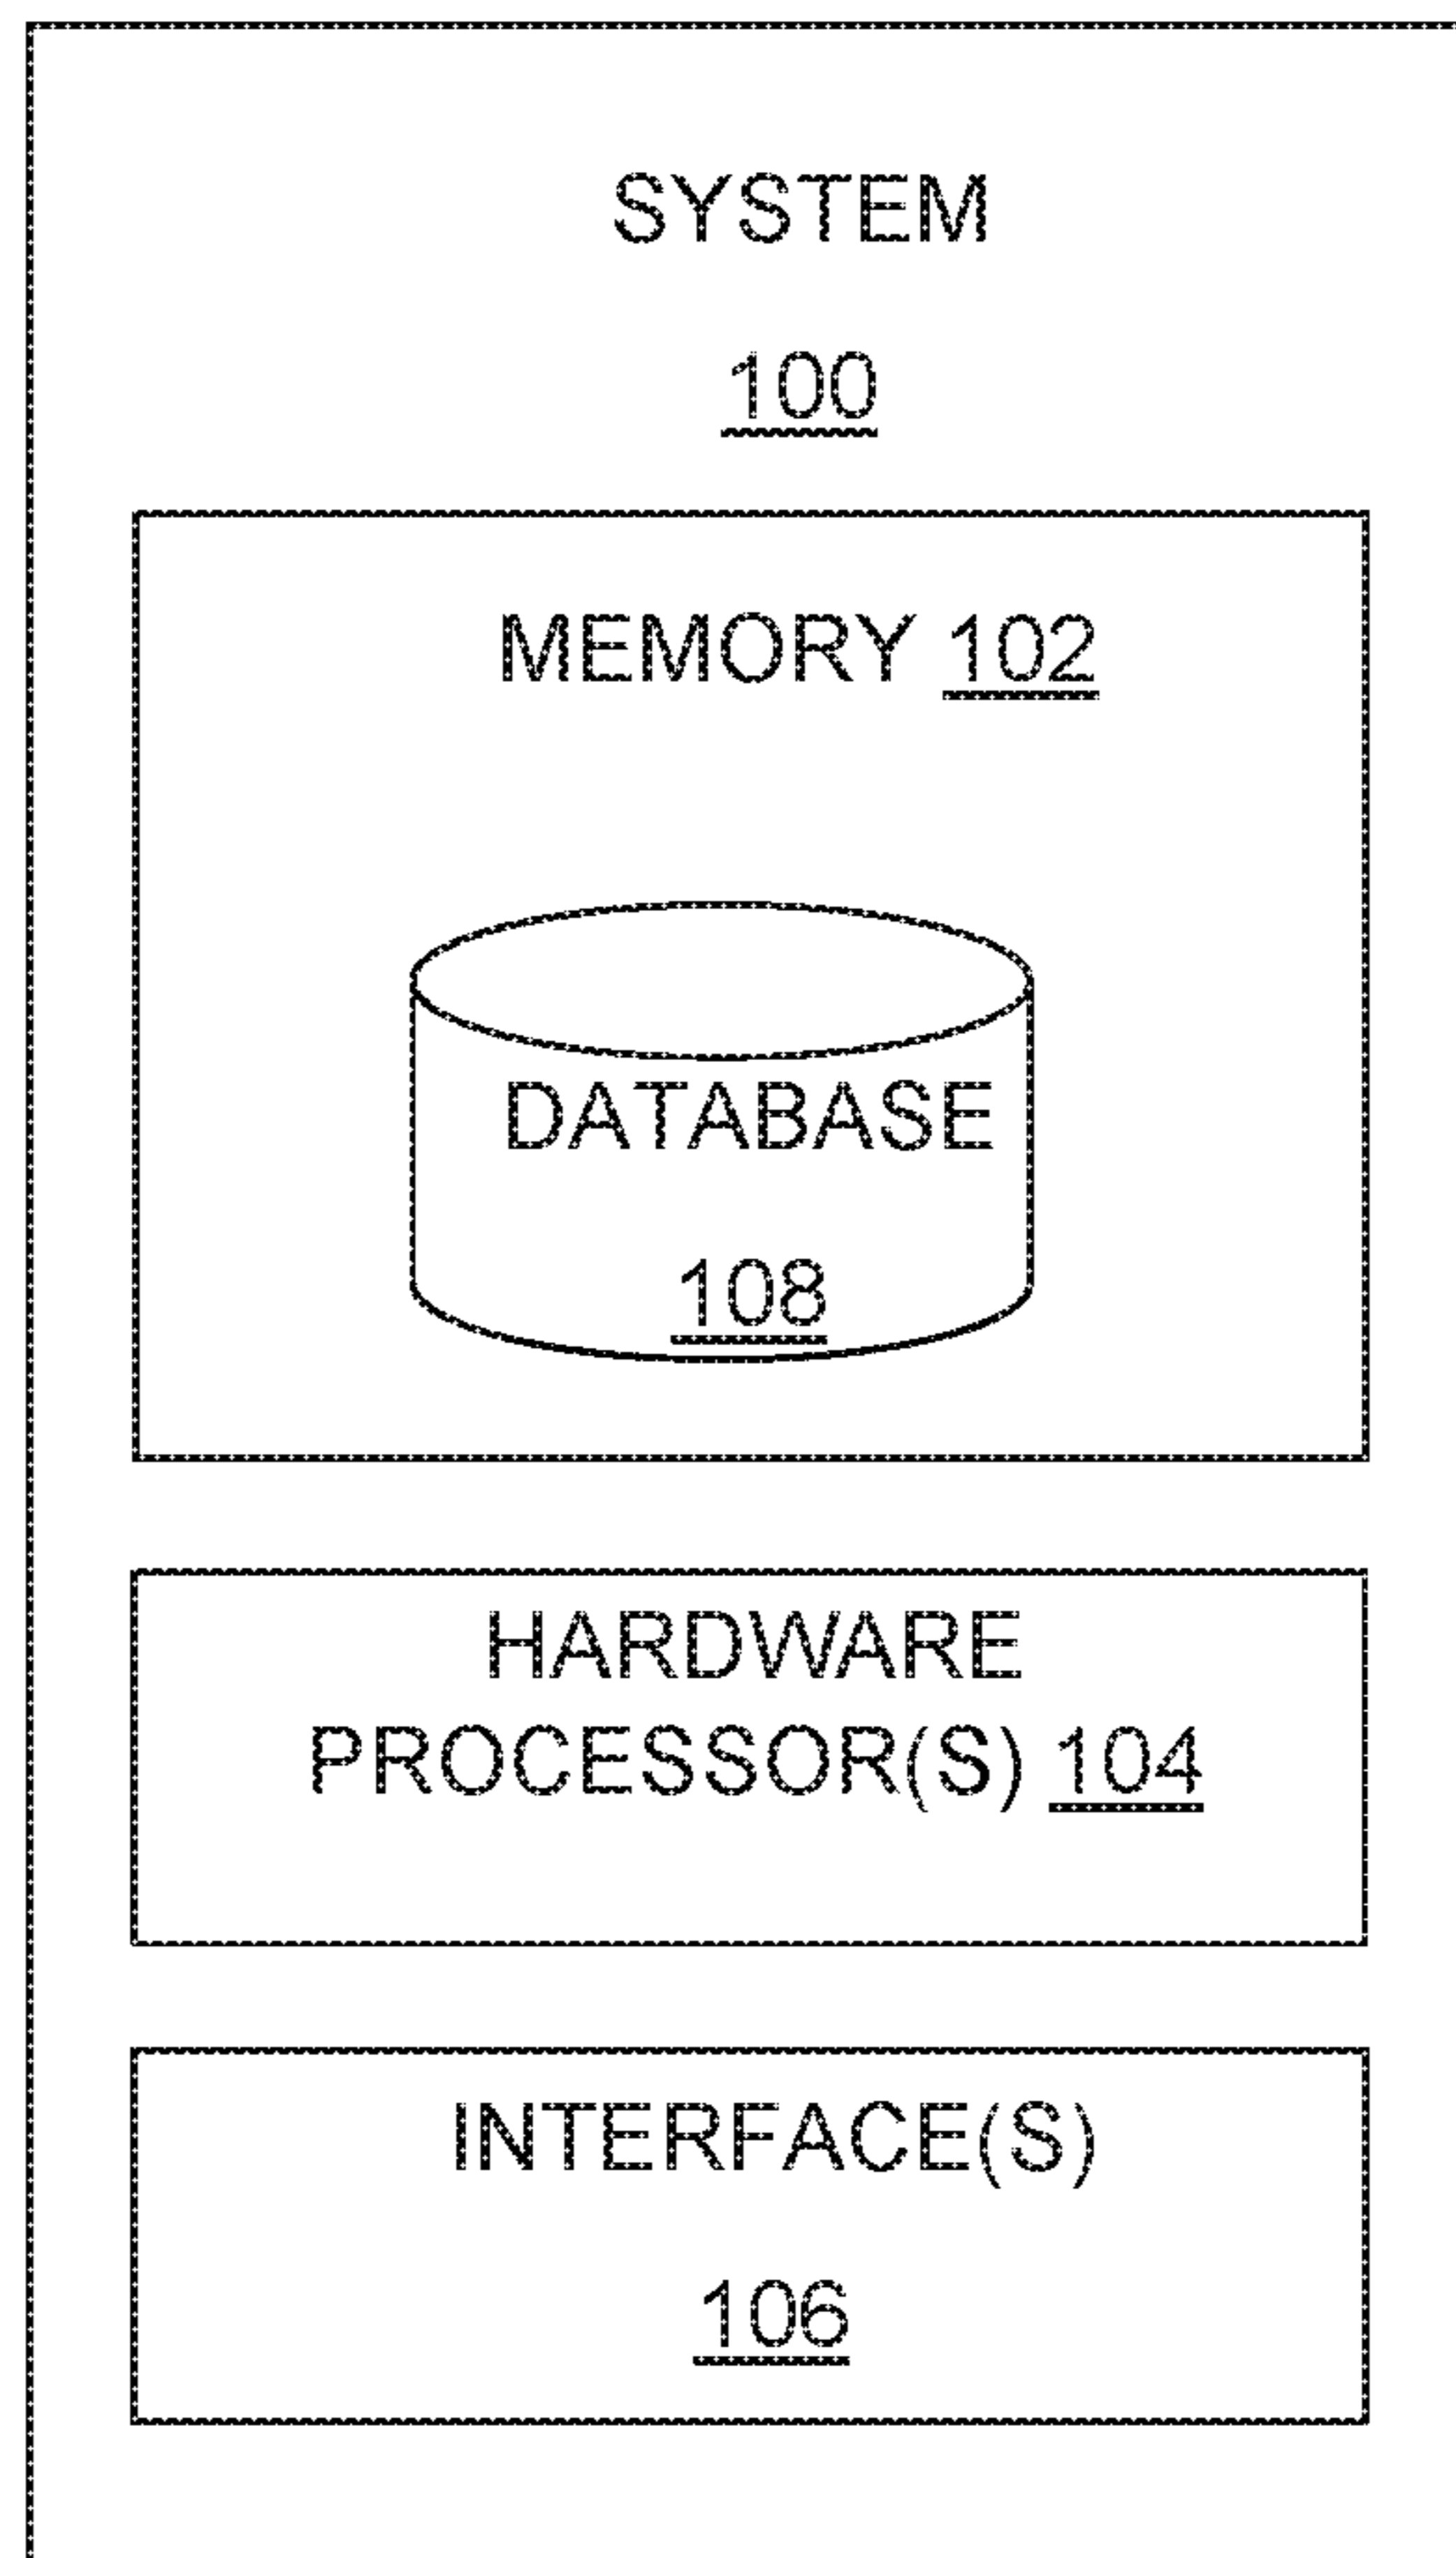 SYSTEM
100
MEMORY 102
DATABASE
108
HARDWARE
PROCESSOR(S) 104
INTERFACE(S)
106